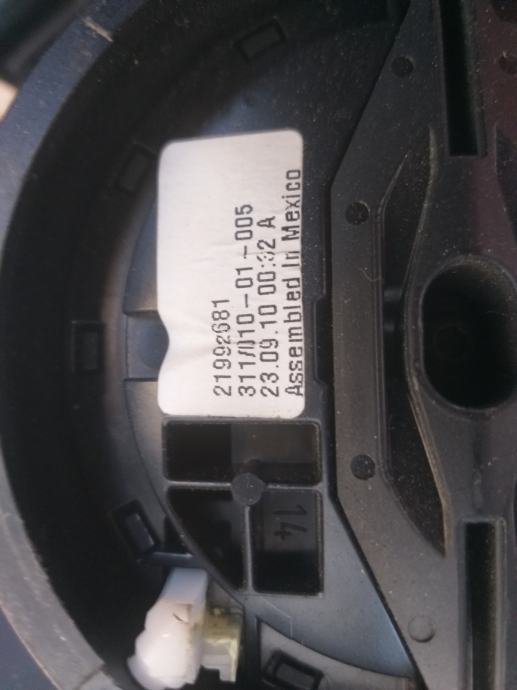 21992681
311/010-01-005
23.09.10 00:32 A
Assembled In Mexico
14